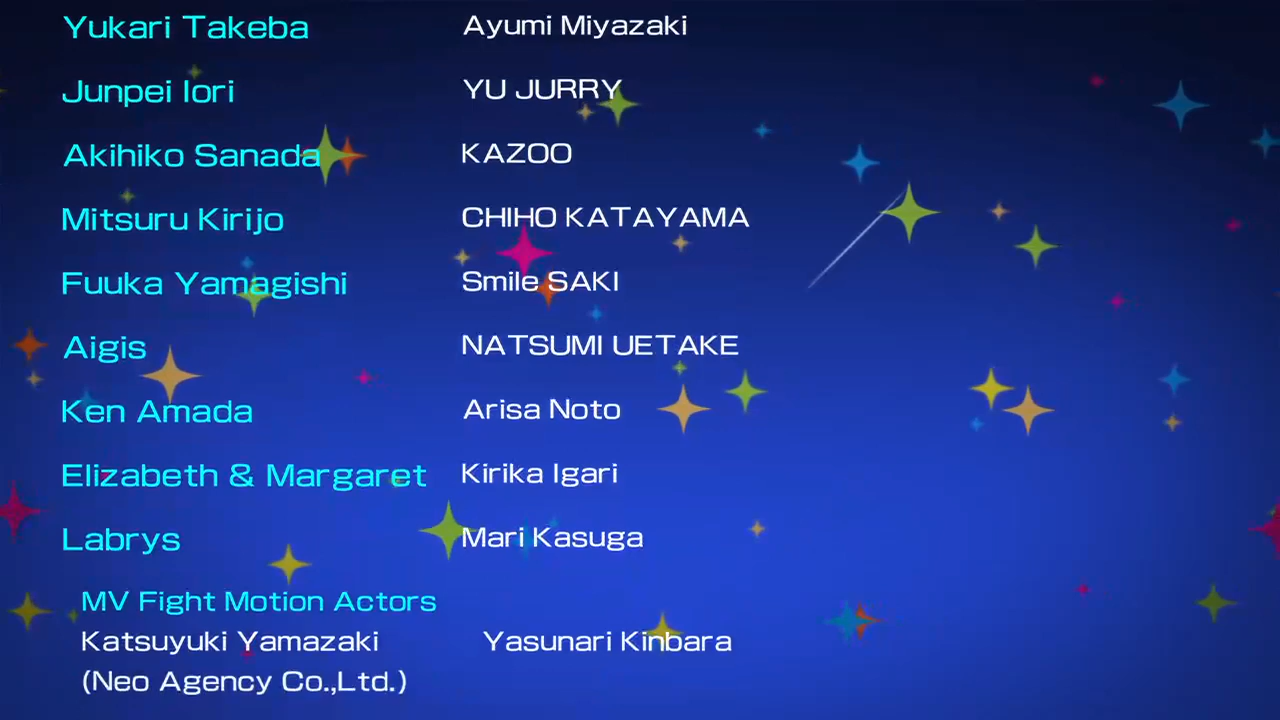 Yukari Takeba Ayumi Miyazaki
Junpei Iori YU JURRY
Akihiko Sanada KAZOO
Mitsuru Kirijo CHIHO KATAYAMA
Fuuka Yamagishi Smile SAKI
Aigis NATSUMI UETAKE
Ken Amada Arisa Noto
Elizabeth & Margaret Kirika Igari
Labrys Mari Kasuga
MV Fight Motion Actors
Katsuyuki Yamazaki Yasunari Kinbara
(Neo Agency Co.,Ltd.)